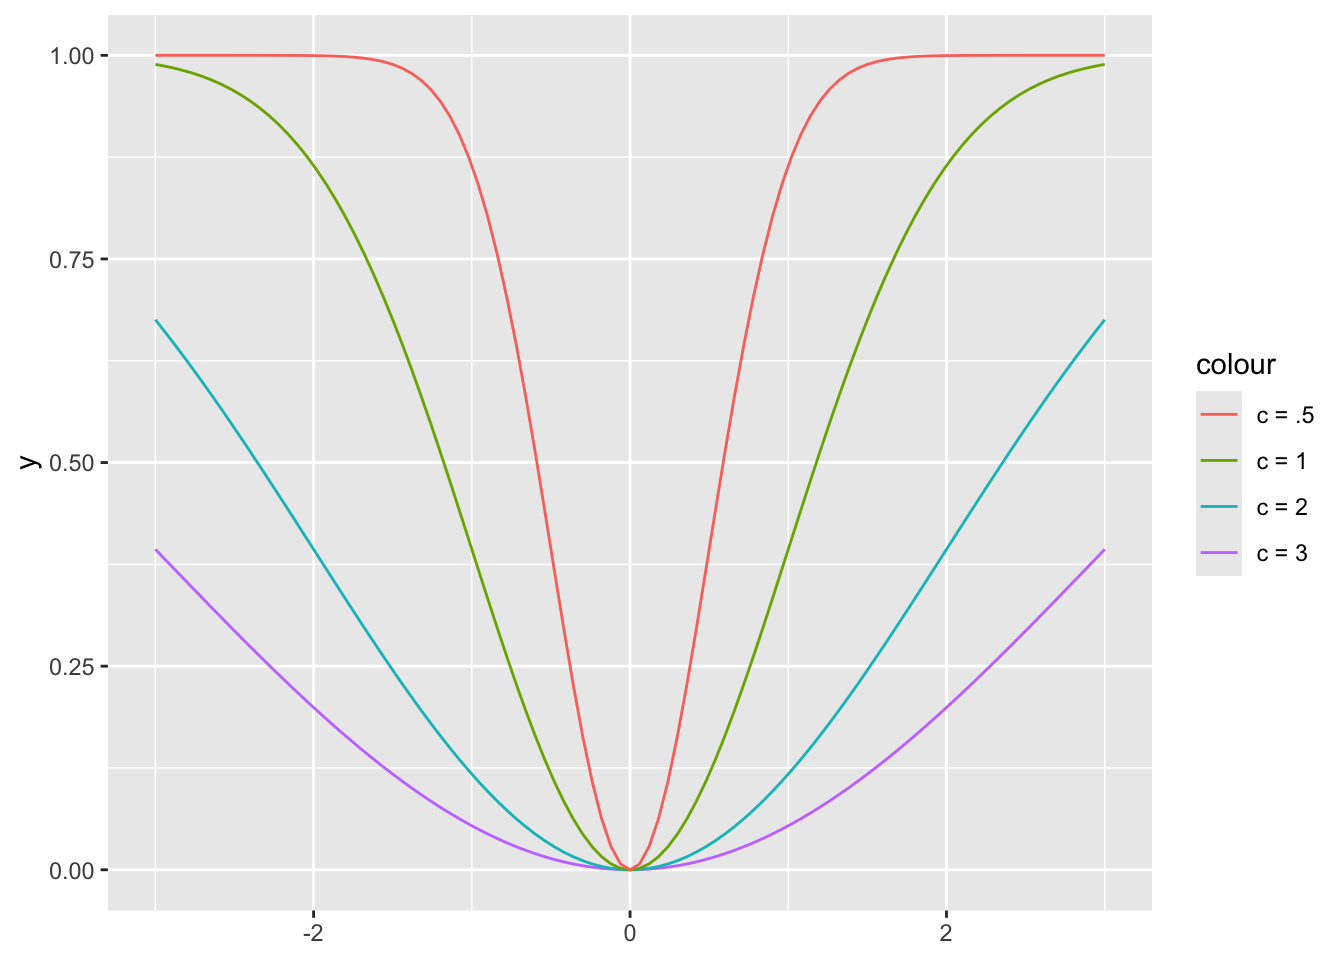 1.00
0.75
0.50
0.25
0.00
y
-2 0 2
colour
c = .5
c = 1
c = 2
c = 3